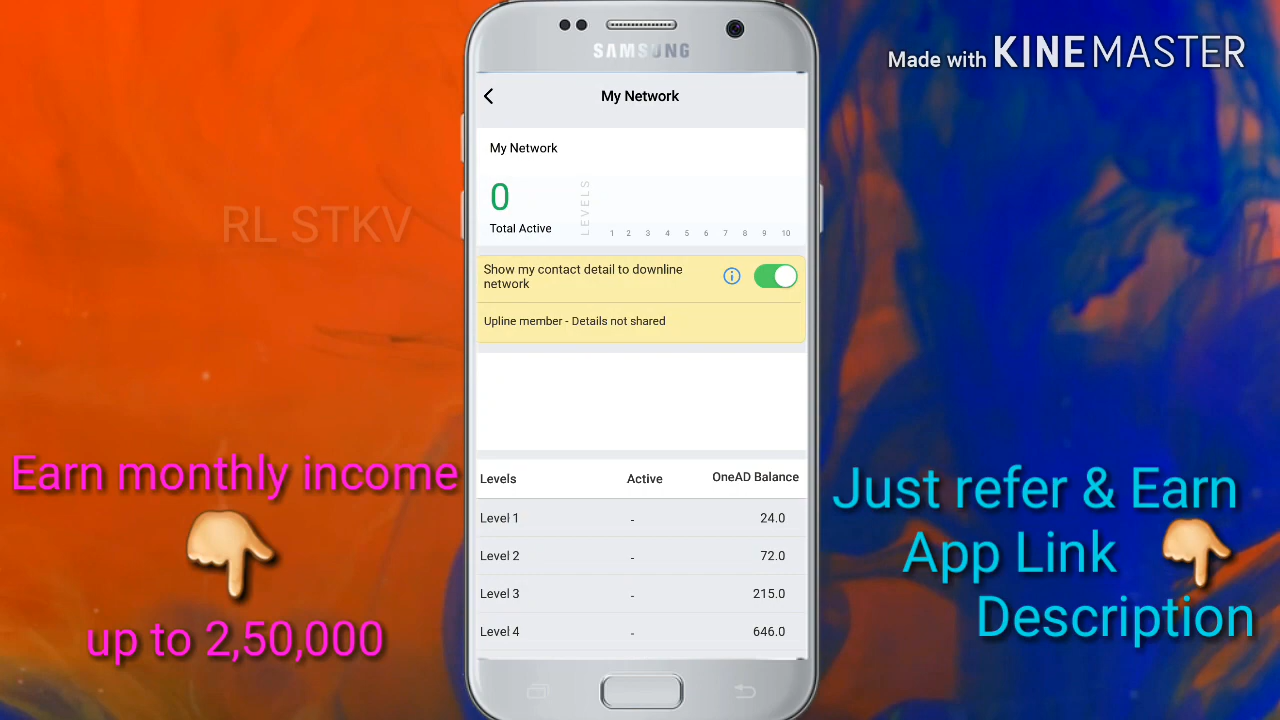 Made with KINEMASTER
SAMSUNG
My Network
My Network
0
LEVELS
Total Active
1 2 3 4 5 6 7 8 9 10
Show my contact detail to downline
network
Upline member - Details not shared
Levels Active OneAD Balance
Level 1 - 24.0
Level 2 - 72.0
Level 3 - 215.0
Level 4 - 646.0
RL STKV
Earn monthly income
up to 2,50,000
Just refer & Earn
App Link
Description